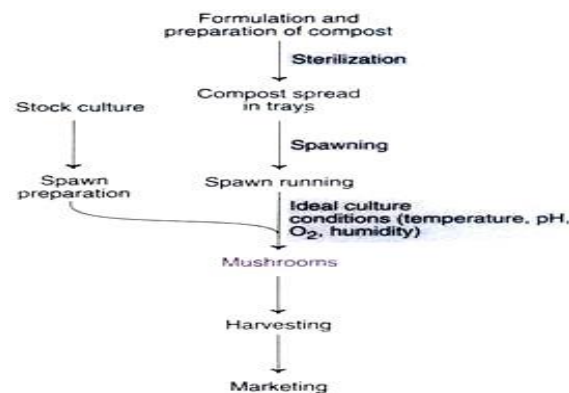 Formulation and
preparation of compost
Sterilization
Compost spread
in trays
Stock culture
Spawning
Spawn
preparation
Spawn running
Ideal culture
conditions (temperature, pH,
O₂, humidity)
Mushrooms
Harvesting
Marketing